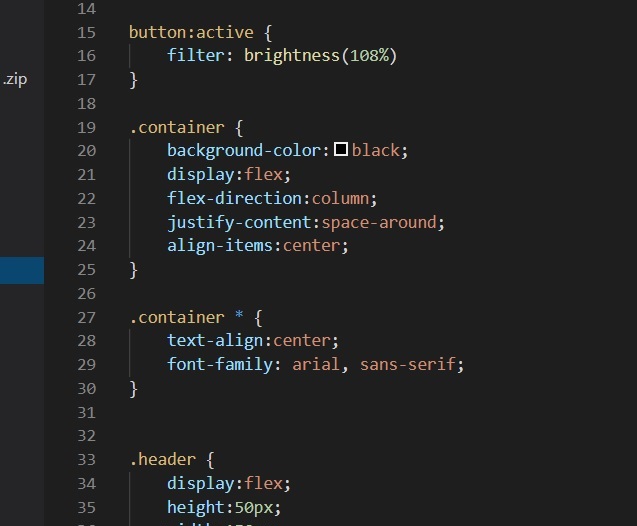 14
15 button:active {
16 filter: brightness(108%)
.zip
17 }
18
19 .container {
20 background-color: black;
21 display:flex;
22 flex-direction:column;
23 justify-content:space-around;
24 align-items:center;
25 }
26
27 .container * {
28 text-align:center;
29 font-family: arial, sans-serif;
30 }
31
32
33 .header {
34 display:flex;
35 height:50px;